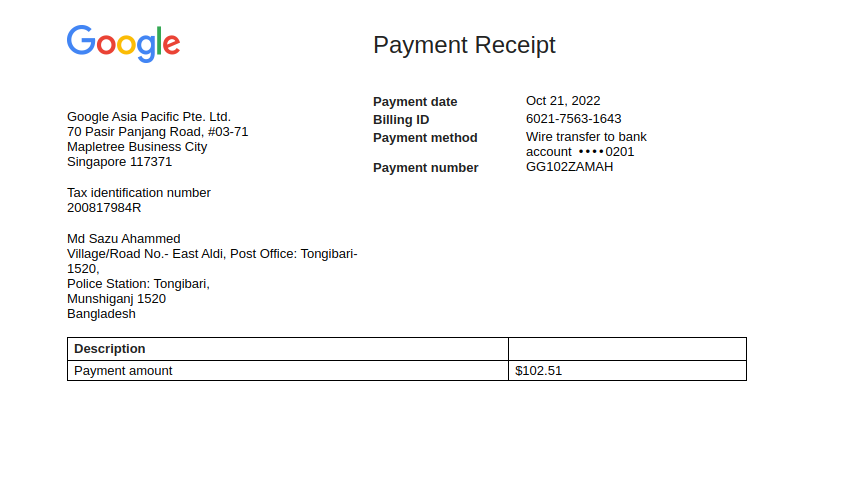 Google
Payment Receipt
Google Asia Pacific Pte. Ltd.
70 Pasir Panjang Road, #03-71
Mapletree Business City
Singapore 117371
Tax identification number
200817984R
Md Sazu Ahammed
Village/Road No.- East Aldi, Post Office: Tongibari-
1520,
Police Station: Tongibari,
Munshiganj 1520
Bangladesh
Payment date Oct 21, 2022
Billing ID 6021-7563-1643
Payment method Wire transfer to bank
account ••••0201
Payment number GG102ZAMAH
Description
Payment amount $102.51